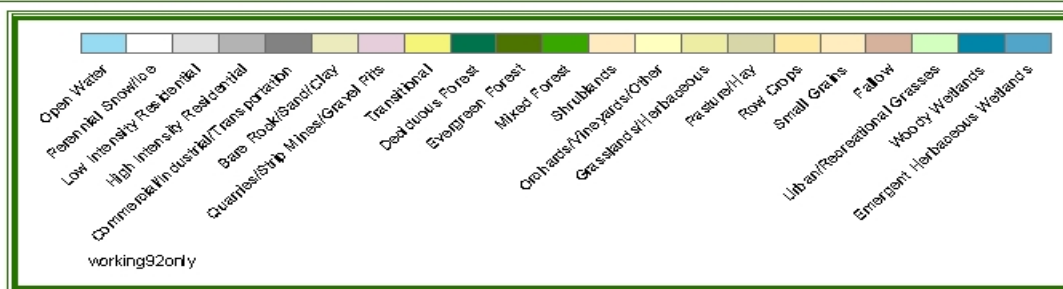 Open Water
Perennial Snow/Ice
Low Intensity Residential
High Intensity Residential
Commercial/Industrial/Transportation
Bare Rock/Sand/Clay
Quarries/Strip Mines/Gravel Pits
Transitional
Deciduous Forest
Evergreen Forest
Mixed Forest
Shrublands
Orchards/Vineyards/Other
Grasslands/Herbaceous
Pasture/Hay
Row Crops
Small Grains
Fallow
Urban/Recreational Grasses
Woody Wetlands
Emergent Herbaceous Wetlands
working92only